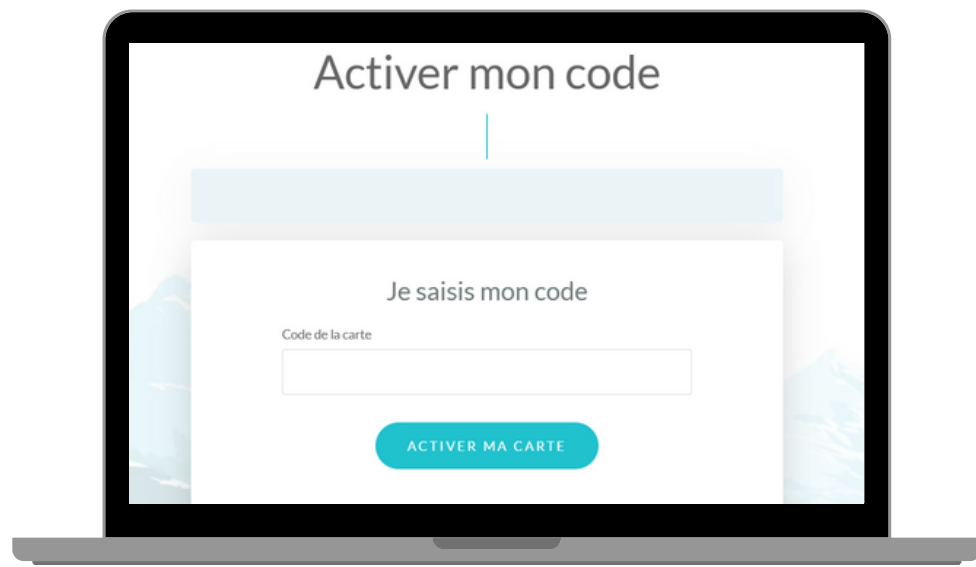 Activer mon code
Je saisis mon code
Code de la carte
ACTIVER MA CARTE